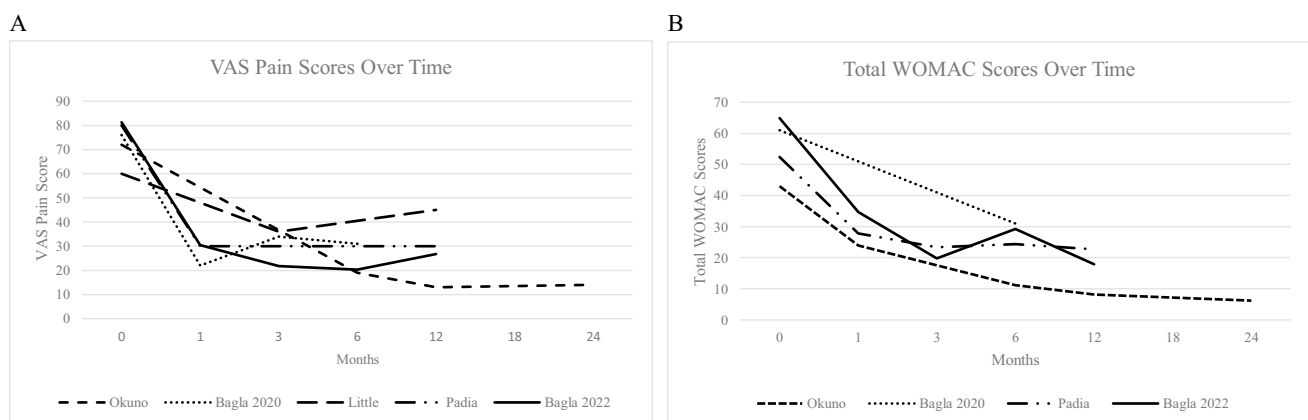 A
VAS Pain Scores Over Time
VAS Pain Score
90
80
70
60
50
40
30
20
10
0
0 1 3 6 12 18 24
Months
Okuno Bagla 2020 Little Padia Bagla 2022
B
Total WOMAC Scores Over Time
Total WOMAC Scores
70
60
50
40
30
20
10
0
0 1 3 6 12 18 24
Months
Okuno Bagla 2020 Padia Bagla 2022